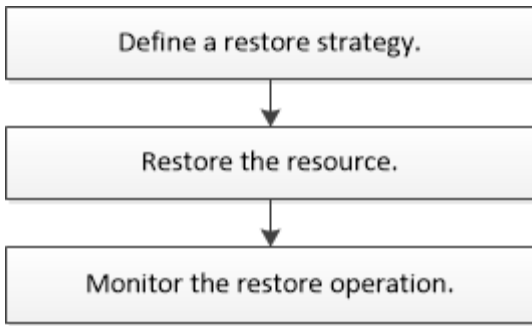 Define a restore strategy.
Restore the resource.
Monitor the restore operation.